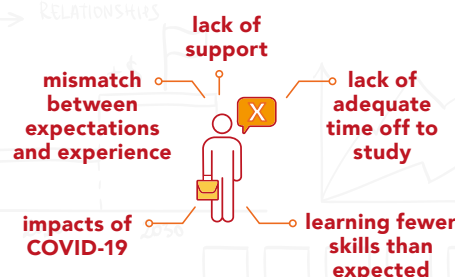 RELATIONSHIPS
lack of
support
mismatch
between
expectations
and experience
X
lack of
adequate
time off to
study
impacts of
COVID-19
2050
learning fewer
skills than
expected